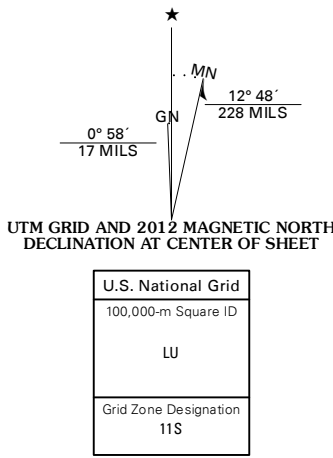 ★
MN
GN
0° 58´
17 MILS
12° 48´
228 MILS
UTM GRID AND 2012 MAGNETIC NORTH
DECLINATION AT CENTER OF SHEET
U.S. National Grid
100,000-m Square ID
LU
Grid Zone Designation
11S